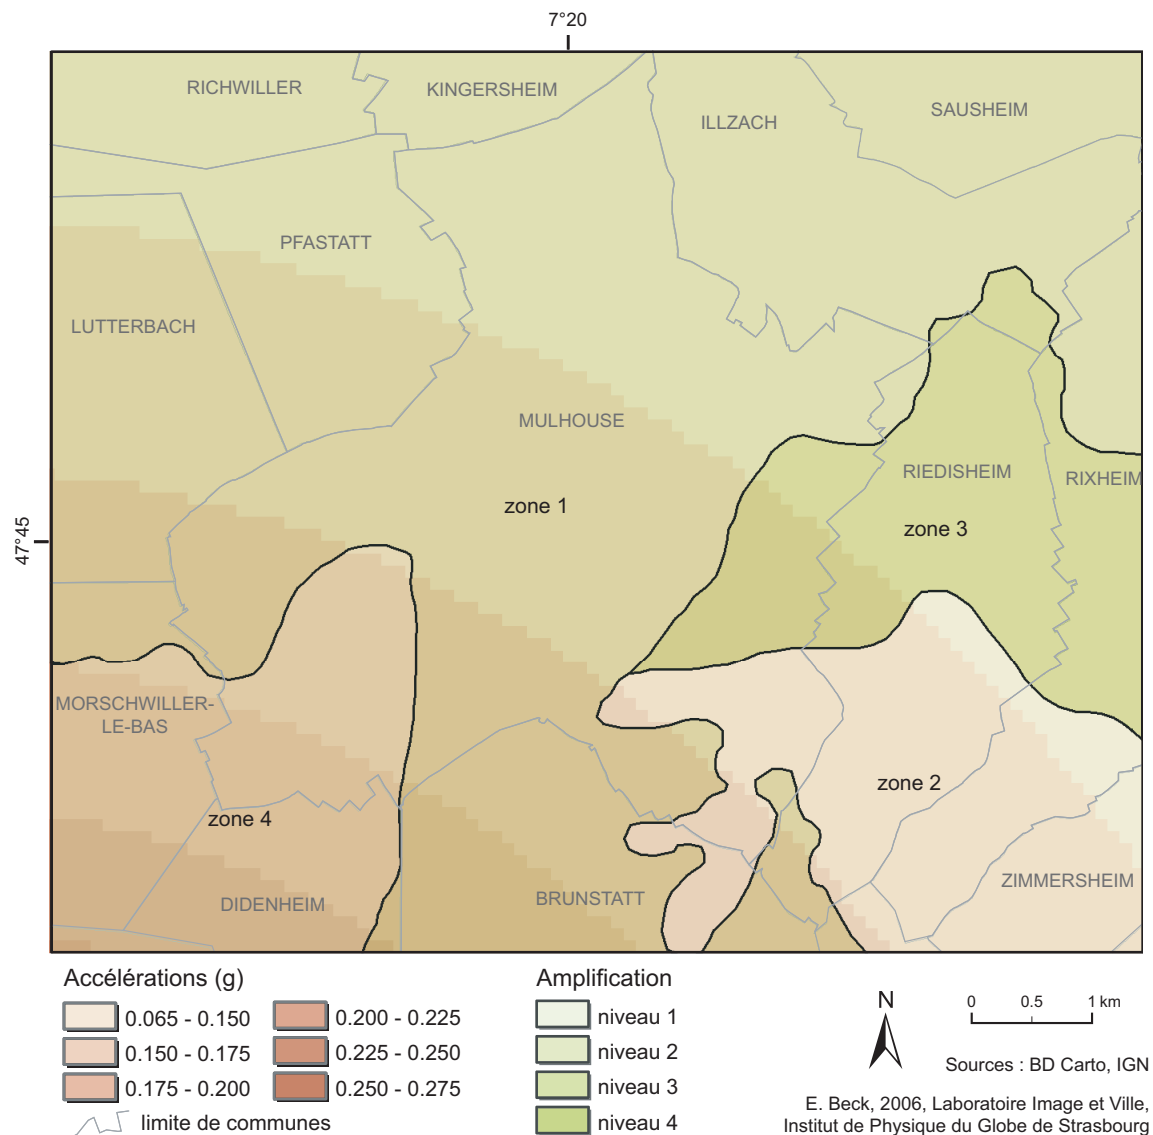 7°20
RICHWILLER
KINGERSHEIM
ILLZACH
SAUSHEIM
PFASTATT
LUTTERBACH
MULHOUSE
RIEDISHEIM
RIXHEIM
zone 1
zone 3
47°45
MORSCHWILLER-
LE-BAS
zone 2
zone 4
ZIMMERSHEIM
DIDENHEIM
BRUNSTATT
Accélérations (g)
0.065 - 0.150
0.150 - 0.175
0.175 - 0.200
0.200 - 0.225
0.225 - 0.250
0.250 - 0.275
limite de communes
Amplification
niveau 1
niveau 2
niveau 3
niveau 4
N
0 0.5 1 km
Sources : BD Carto, IGN
E. Beck, 2006, Laboratoire Image et Ville,
Institut de Physique du Globe de Strasbourg